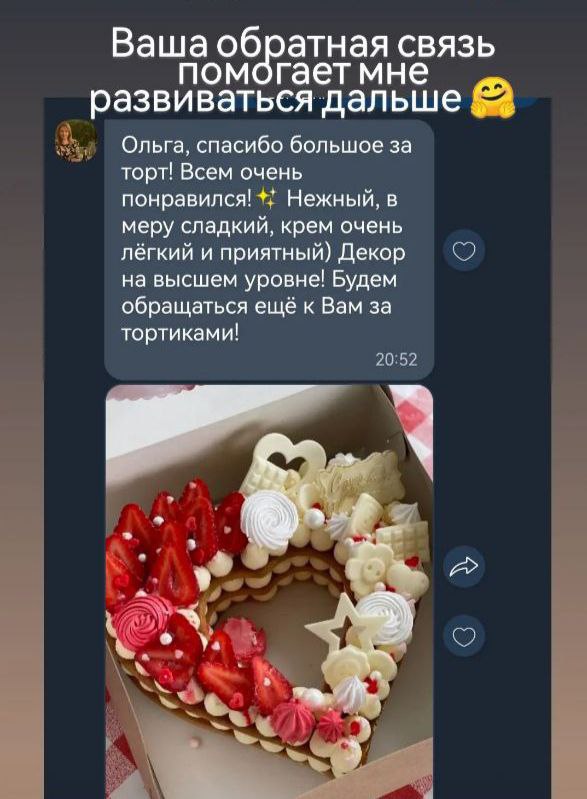 Ваша обратная связь
помогает мне
развиваться дальше 🤗
Ольга, спасибо большое за
торт! Всем очень
понравился!✨ Нежный, в
меру сладкий, крем очень
лёгкий и приятный) Декор
на высшем уровне! Будем
обращаться ещё к Вам за
тортиками!
20:52